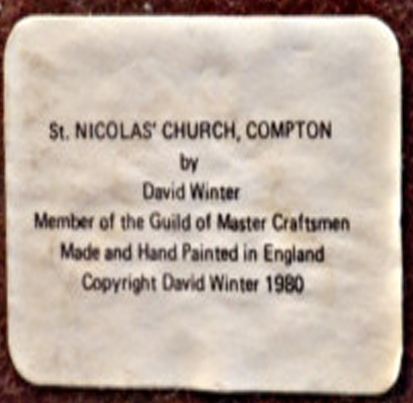 St. NICOLAS' CHURCH, COMPTON
by
David Winter
Member of the Guild of Master Craftsmen
Made and Hand Painted in England
Copyright David Winter 1980